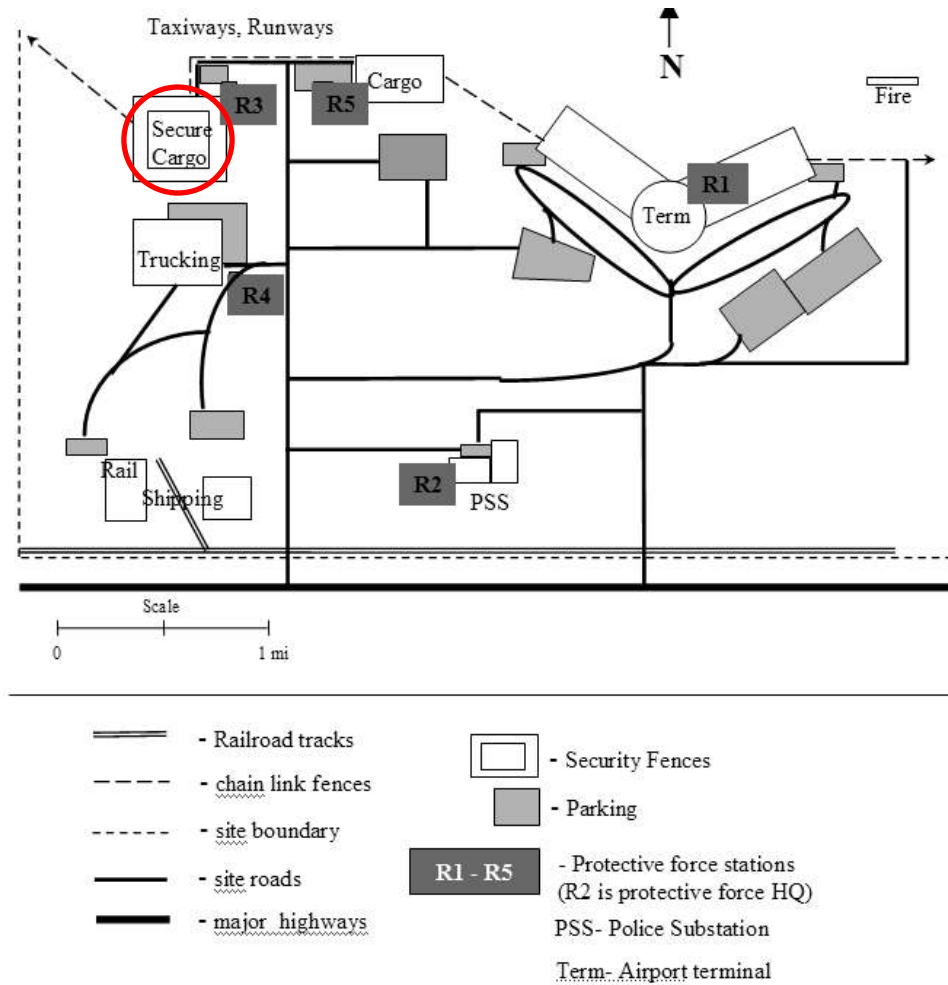 Taxiways, Runways
N
Cargo
Fire
R3
R5
Secure
Cargo
R1
Term
Trucking
R4
Rail
Shipping
R2
PSS
Scale
0
1 mi
- Railroad tracks
- chain link fences
- site boundary
- site roads
- major highways
- Security Fences
- Parking
R1 - R5
- Protective force stations
(R2 is protective force HQ)
PSS- Police Substation
Term- Airport terminal